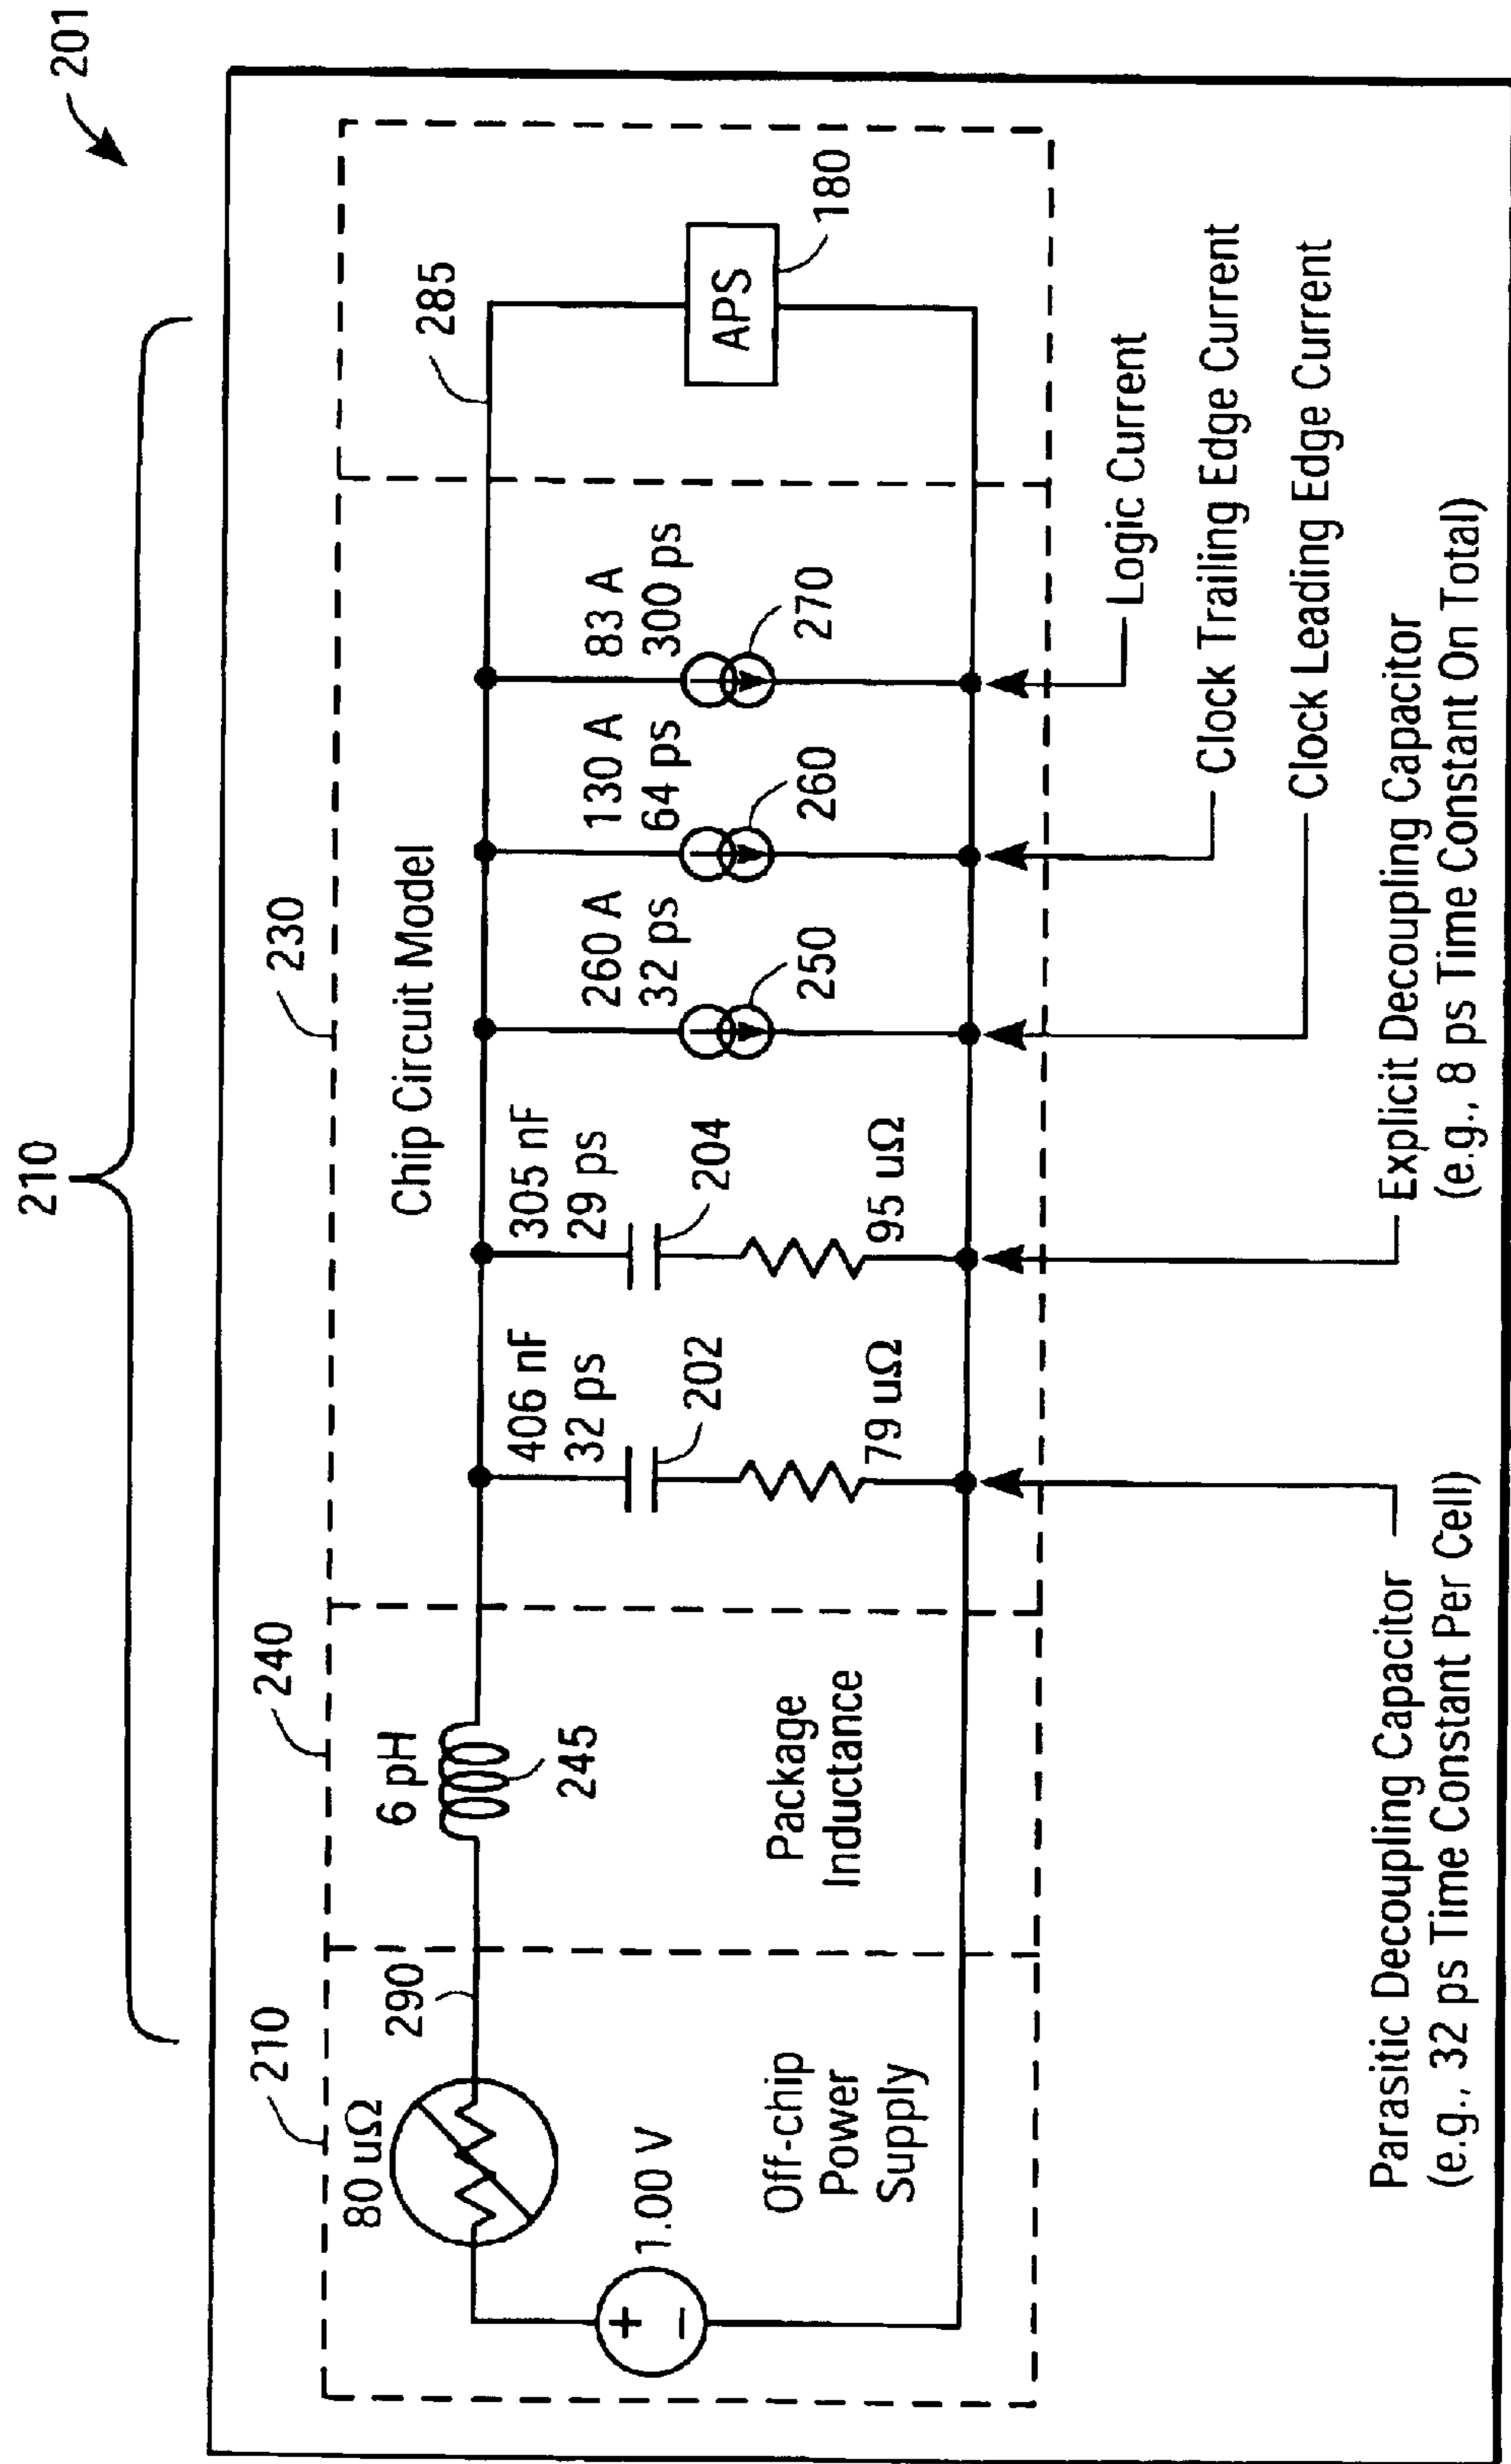 201
210
230
240
210
Chip Circuit Model
285
290
80 uΩ
6 pH
245
406 nF
32 ps
202
79 uΩ
305 nF
29 ps
204
95 uΩ
260 A
32 ps
250
130 A
64 ps
260
83 A
300 ps
270
APS
180
1.00 V
+
–
Off-chip
Power
Supply
Package
Inductance
Logic Current
Clock Trailing Edge Current
Clock Leading Edge Current
Explicit Decoupling Capacitor
(e.g., 8 ps Time Constant On Total)
Parasitic Decoupling Capacitor
(e.g., 32 ps Time Constant Per Cell)